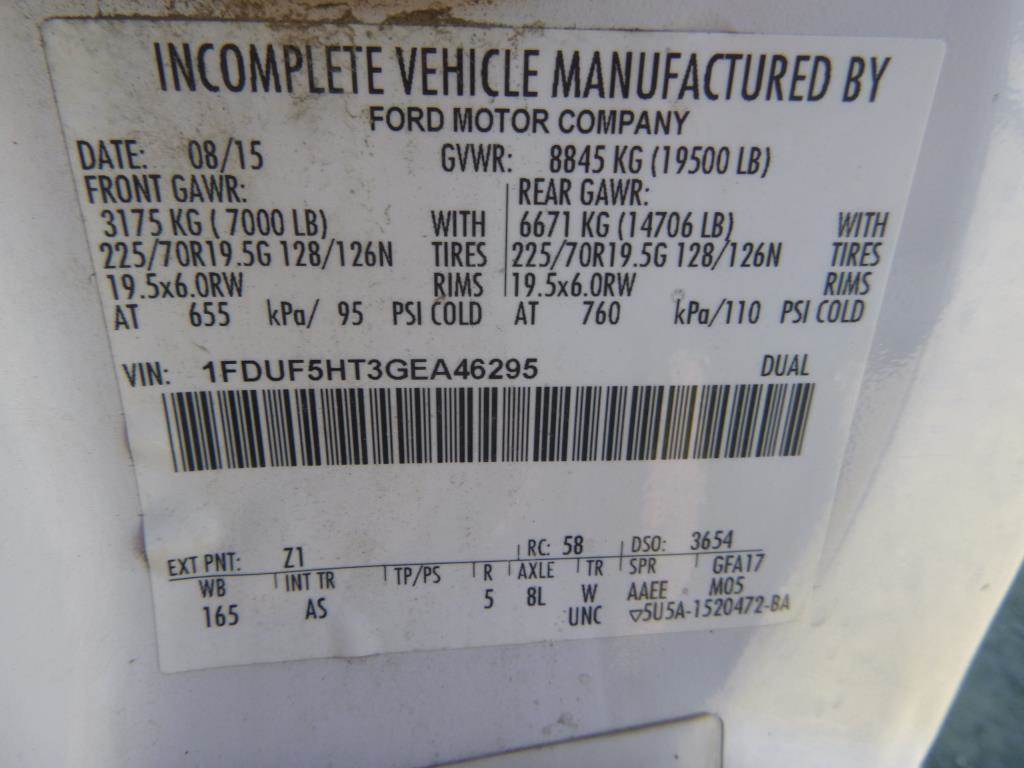 INCOMPLETE VEHICLE MANUFACTURED BY
FORD MOTOR COMPANY
DATE: 08/15 GVWR: 8845 KG (19500 LB)
FRONT GAWR: REAR GAWR:
3175 KG ( 7000 LB) WITH 6671 KG (14706 LB) WITH
225/70R19.5G 128/126N TIRES 225/70R19.5G 128/126N TIRES
19.5x6.0RW RIMS 19.5x6.0RW RIMS
AT 655 kPa/ 95 PSI COLD AT 760 kPa/110 PSI COLD
VIN: 1FDUF5HT3GEA46295 DUAL
EXT PNT: Z1 RC: 58 DSO: 3654
WB INT TR TP/PS R AXLE TR SPR GFA17
165 AS 5 8L W AAEE M05
UNC ▽5U5A-1520472-BA